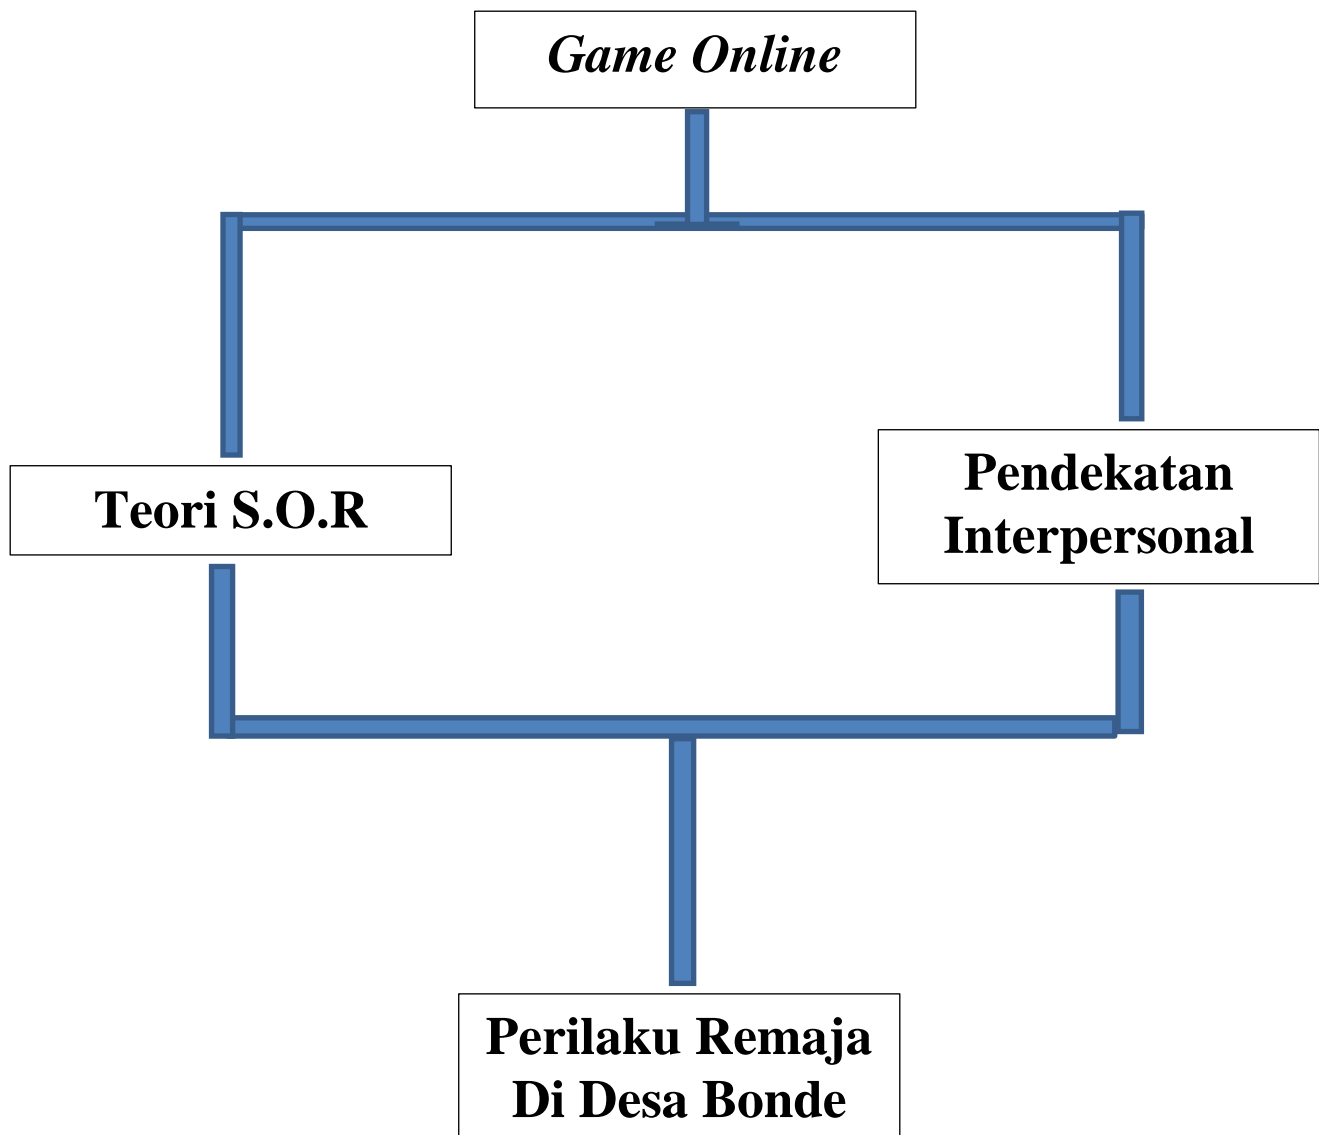 Game Online
Teori S.O.R
Pendekatan
Interpersonal
Perilaku Remaja
Di Desa Bonde